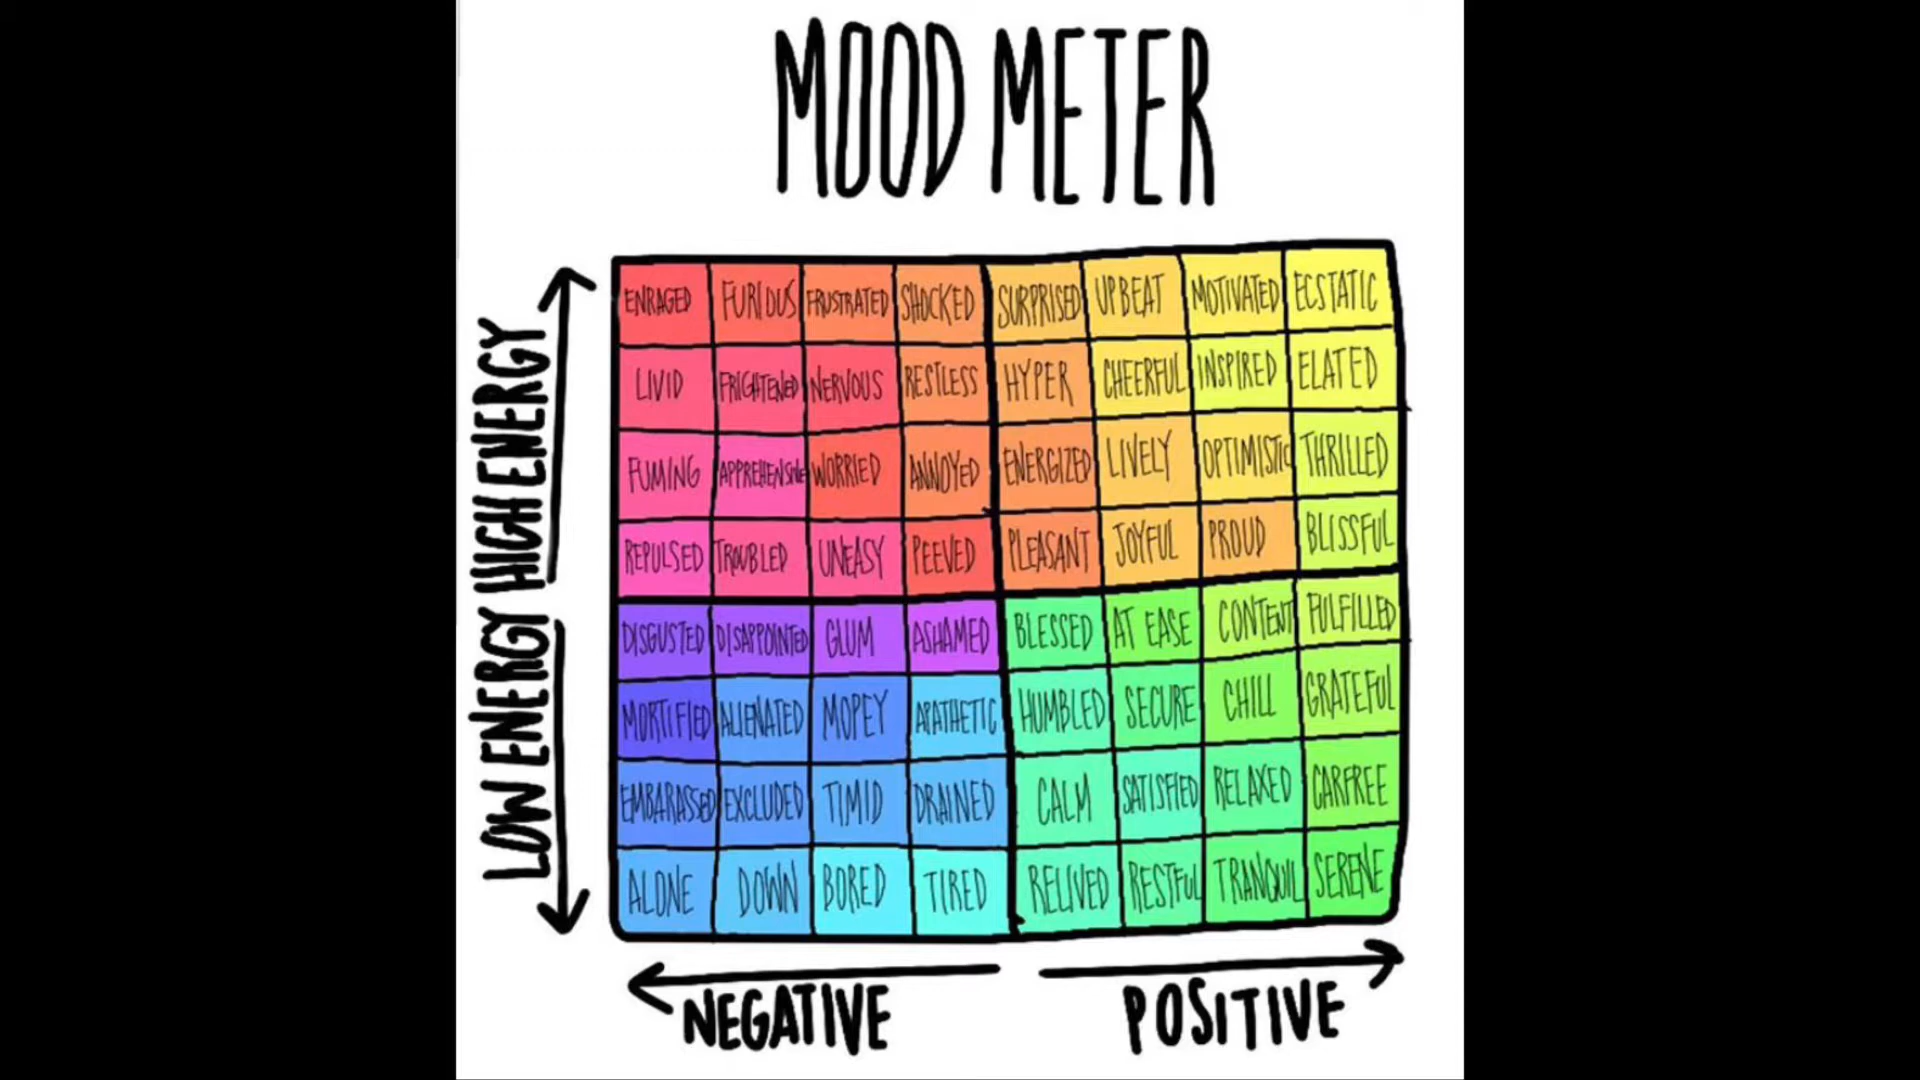 MOOD METER
HIGH ENERGY
LOW ENERGY
ENRAGED FURIOUS FRUSTRATED SHOCKED SURPRISED UPBEAT MOTIVATED ECSTATIC
LIVID FRIGHTENED NERVOUS RESTLESS HYPER CHEERFUL INSPIRED ELATED
FUMING APPREHENSIVE WORRIED ANNOYED ENERGIZED LIVELY OPTIMISTIC THRILLED
REPULSED TROUBLED UNEASY PEEVED PLEASANT JOYFUL PROUD BLISSFUL
DISGUSTED DISAPPOINTED GLUM ASHAMED BLESSED AT EASE CONTENT FULFILLED
MORTIFIED ALIENATED MOPEY APATHETIC HUMBLED SECURE CHILL GRATEFUL
EMBARASSED EXCLUDED TIMID DRAINED CALM SATISFIED RELAXED CARFREE
ALONE DOWN BORED TIRED RELIVED RESTFUL TRANQUIL SERENE
NEGATIVE POSITIVE